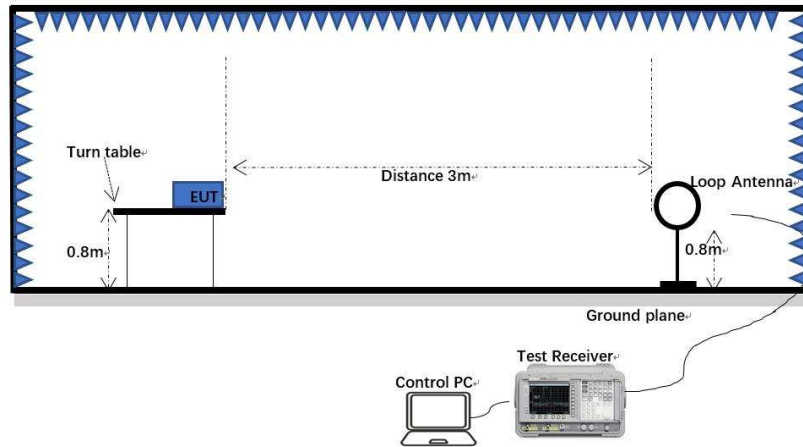 Turn table
EUT
Distance 3m
Loop Antenna
0.8m
0.8m
Ground plane
Test Receiver
Control PC